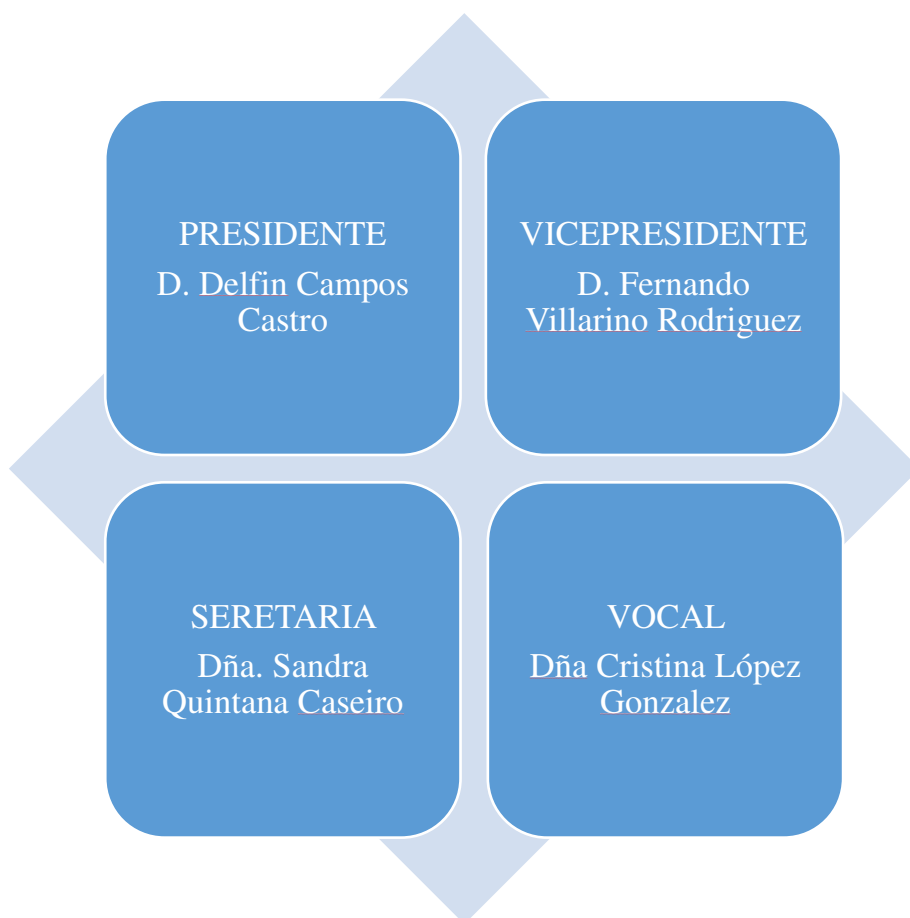 PRESIDENTE
D. Delfin Campos
Castro
VICEPRESIDENTE
D. Fernando
Villarino Rodriguez
SERETARIA
Dña. Sandra
Quintana Caseiro
VOCAL
Dña Cristina López
Gonzalez